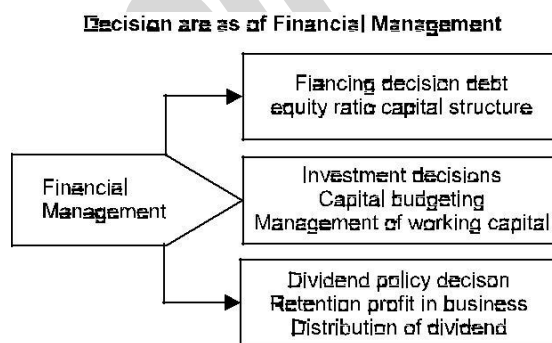 Decision are as of Financial Management
Fiancing decision debt
equity ratio capital structure
Financial
Management
Investment decisions
Capital budgeting
Management of working capital
Dividend policy decison
Retention profit in business
Distribution of dividend